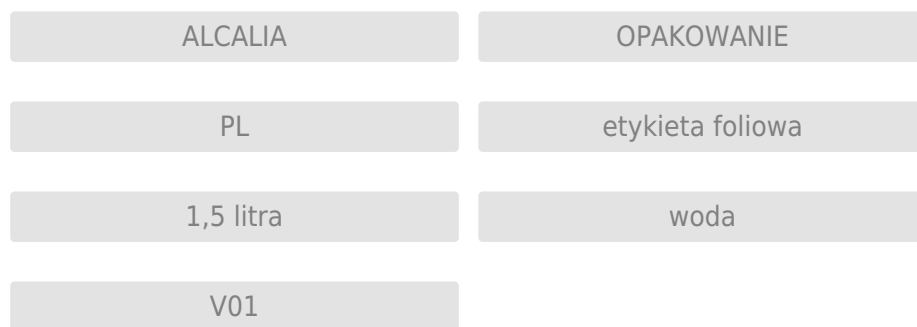 ALCALIA
OPAKOWANIE
PL
etykieta foliowa
1,5 litra
woda
V01